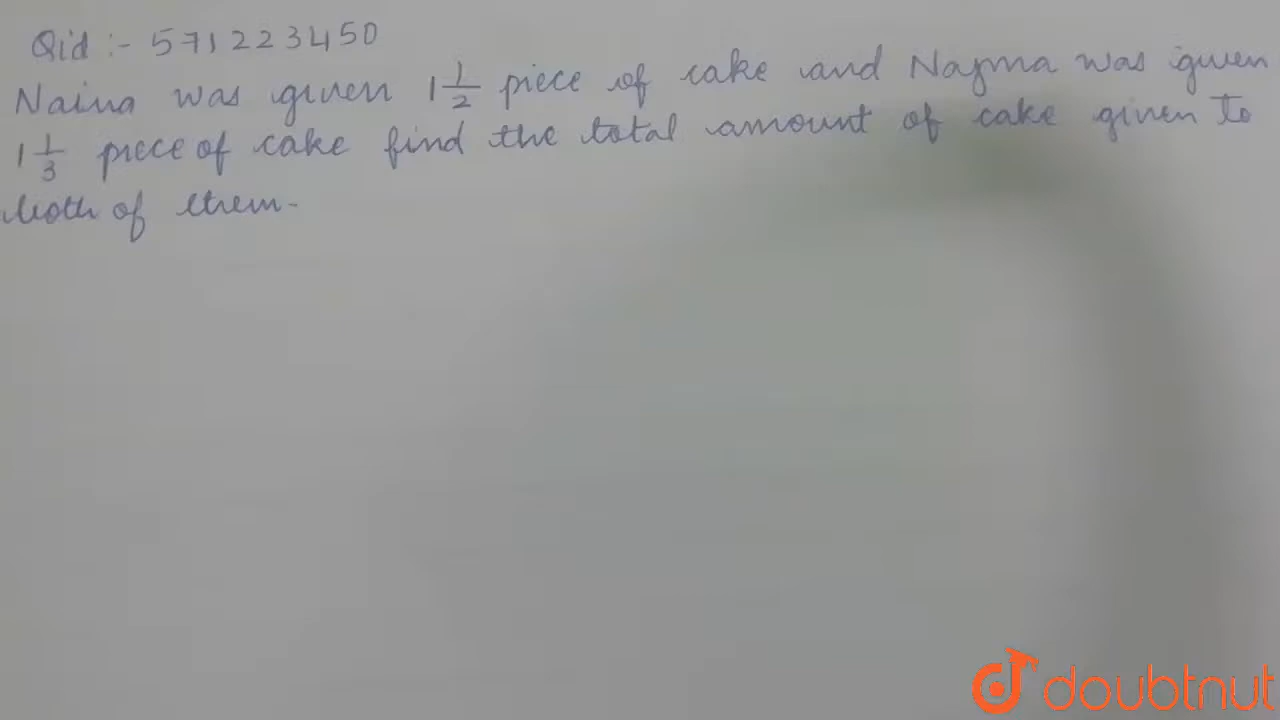 Qid :- 571223450
Naina was given 1 1/2 piece of cake and Najma was given
1 1/3 piece of cake find the total amount of cake given to
both of them.
doubtnut